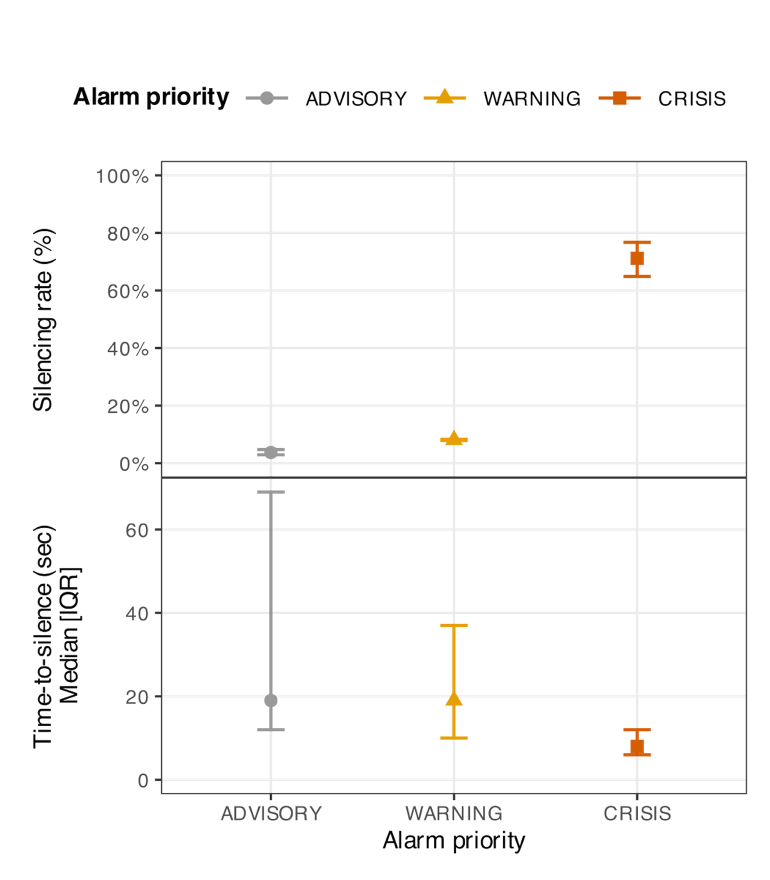 Alarm priority ADVISORY WARNING CRISIS
Silencing rate (%)
100%
80%
60%
40%
20%
0%
Time-to-silence (sec)
Median [IQR]
60
40
20
0
ADVISORY WARNING CRISIS
Alarm priority